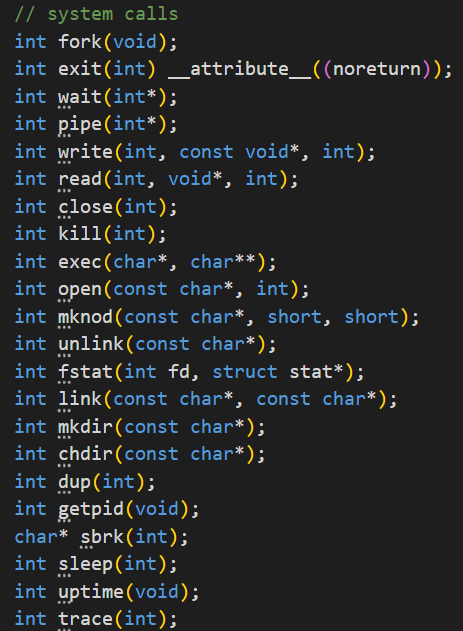 // system calls
int fork(void);
int exit(int) __attribute__((noreturn));
int wait(int*);
int pipe(int*);
int write(int, const void*, int);
int read(int, void*, int);
int close(int);
int kill(int);
int exec(char*, char**);
int open(const char*, int);
int mknod(const char*, short, short);
int unlink(const char*);
int fstat(int fd, struct stat*);
int link(const char*, const char*);
int mkdir(const char*);
int chdir(const char*);
int dup(int);
int getpid(void);
char* sbrk(int);
int sleep(int);
int uptime(void);
int trace(int);